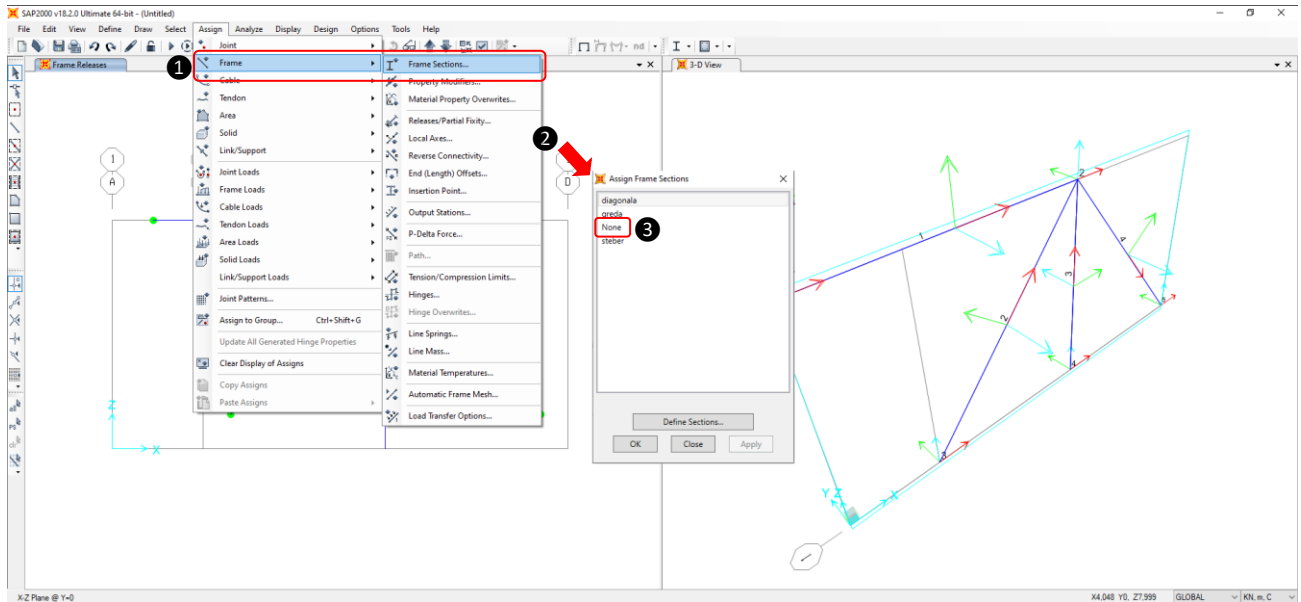 SAP2000 v18.2.0 Ultimate 64-bit - (Untitled)
File Edit View Define Draw Select Assign Analyze Display Design Options Tools Help
nd
Frame Releases
3-D View
1
Joint
Frame
Cable
Tendon
Area
Solid
Link/Support
Joint Loads
Frame Loads
Cable Loads
Tendon Loads
Area Loads
Solid Loads
Link/Support Loads
Joint Patterns...
Assign to Group... Ctrl+Shift+G
Update All Generated Hinge Properties
Clear Display of Assigns
Copy Assigns
Paste Assigns
Frame Sections...
Property Modifiers...
Material Property Overwrites...
Releases/Partial Fixity...
Local Axes...
Reverse Connectivity...
End (Length) Offsets...
Insertion Point...
Output Stations...
P-Delta Force...
Path...
Tension/Compression Limits...
Hinges...
Hinge Overwrites...
Line Springs...
Line Mass...
Material Temperatures...
Automatic Frame Mesh...
Load Transfer Options...
2
Assign Frame Sections
diagonala
greda
None
3
steber
Define Sections...
OK Close Apply
1
A
D
Z
X
1
2
2
3
4
3
4
Y Z X
X-Z Plane @ Y=0
X4,048 Y0, Z7,999 GLOBAL KN, m, C